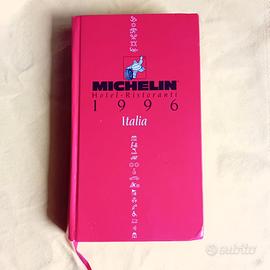 MICHELIN
Hotel-Ristoranti
1996
Italia
subito